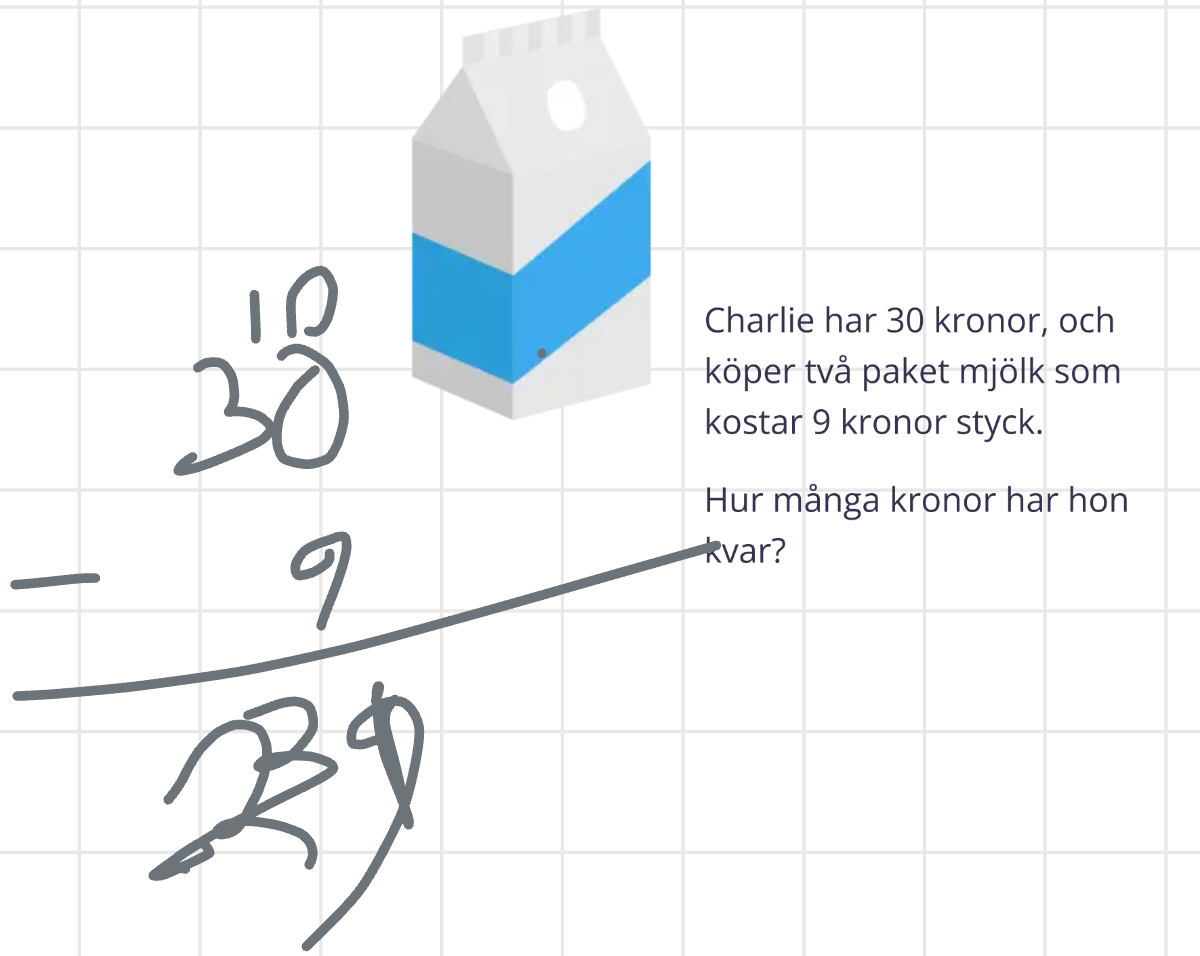 10
30
Charlie har 30 kronor, och
köper två paket mjölk som
kostar 9 kronor styck.
Hur många kronor har hon
kvar?
- 9